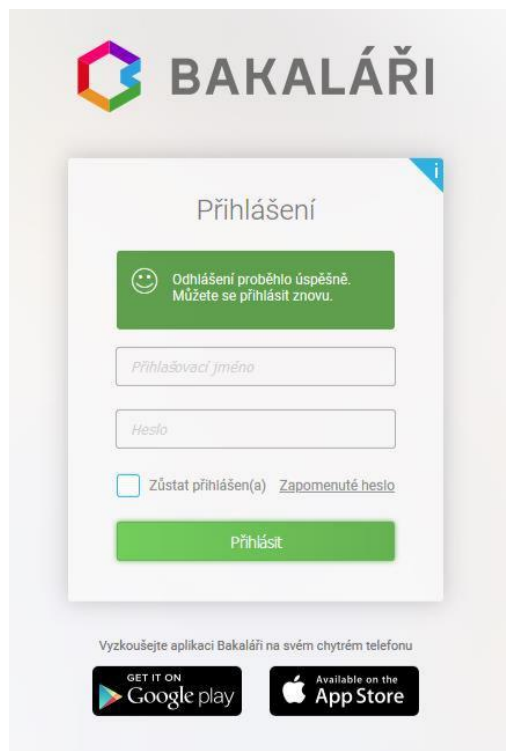 BAKALÁŘI
i
Přihlášení
Odhlášení proběhlo úspěšně.
Můžete se přihlásit znovu.
Přihlašovací jméno
Heslo
Zůstat přihlášen(a) Zapomenuté heslo
Přihlásit
Vyzkoušejte aplikaci Bakaláři na svém chytrém telefonu
GET IT ON
Google play
Available on the
App Store